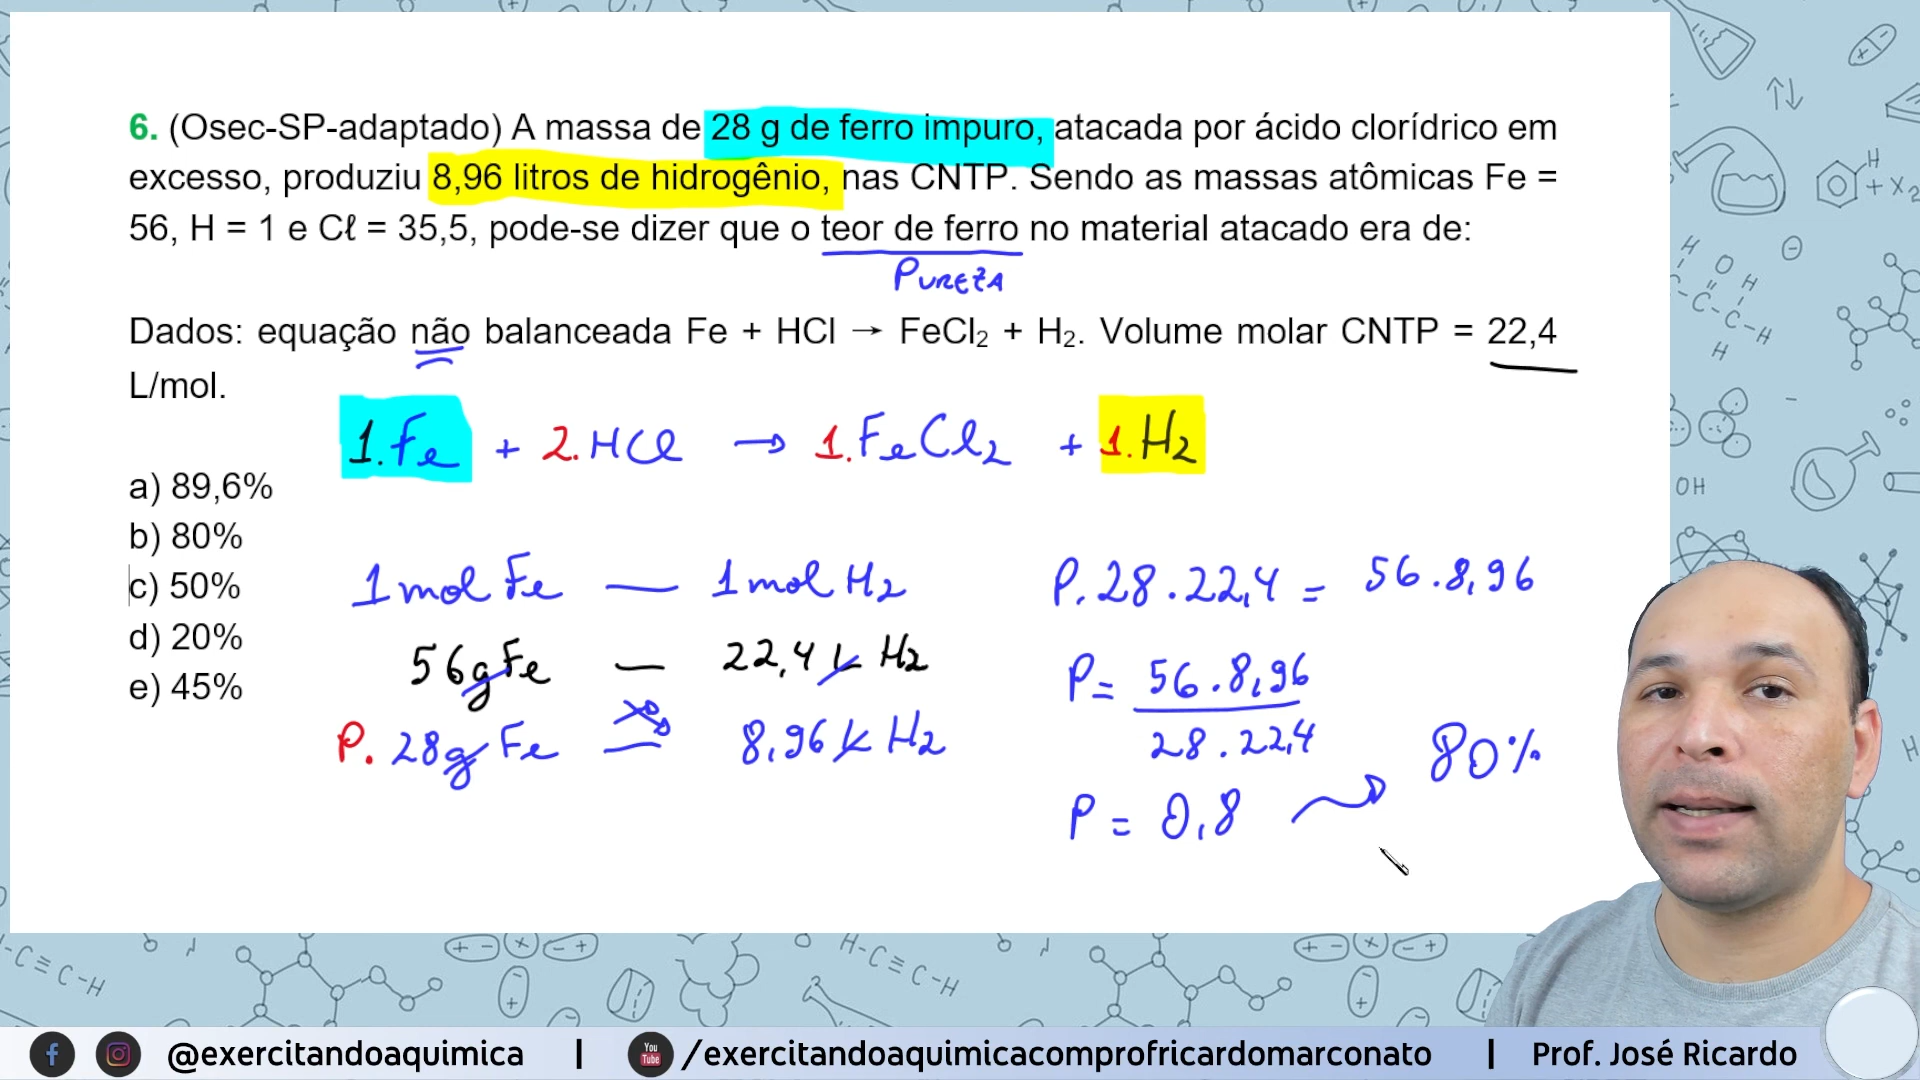 6. (Osec-SP-adaptado) A massa de 28 g de ferro impuro, atacada por ácido clorídrico em
excesso, produziu 8,96 litros de hidrogênio, nas CNTP. Sendo as massas atômicas Fe =
56, H = 1 e Cℓ = 35,5, pode-se dizer que o teor de ferro no material atacado era de:
PUREZA
Dados: equação não balanceada Fe + HCl → FeCl₂ + H₂. Volume molar CNTP = 22,4
L/mol.
1.Fe + 2.HCl → 1.FeCl₂ + 1.H₂
a) 89,6%
b) 80%
c) 50%
d) 20%
e) 45%
1 mol Fe — 1 mol H₂
56g Fe — 22,4 L H₂
P. 28g Fe — 8,96 L H₂
P. 28 . 22,4 = 56 . 8,96
P = 56 . 8,96
28 . 22,4
P = 0,8 → 80%
H-C≡C-H
-C≡C-H
OH
@exercitandoaquimica | You Tube /exercitandoaquimicacomprofricardomarconato | Prof. José Ricardo